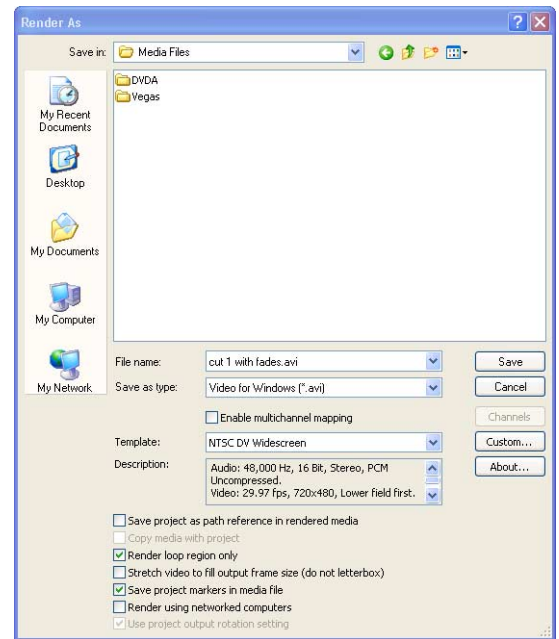 Render As
Save in:
Media Files
DVDA
Vegas
My Recent
Documents
Desktop
My Documents
My Computer
My Network
File name:
cut 1 with fades.avi
Save
Save as type:
Video for Windows (*.avi)
Cancel
Enable multichannel mapping
Channels
Template:
NTSC DV Widescreen
Custom...
Description:
Audio: 48,000 Hz, 16 Bit, Stereo, PCM
Uncompressed.
Video: 29.97 fps, 720x480, Lower field first.
About...
Save project as path reference in rendered media
Copy media with project
Render loop region only
Stretch video to fill output frame size (do not letterbox)
Save project markers in media file
Render using networked computers
Use project output rotation setting